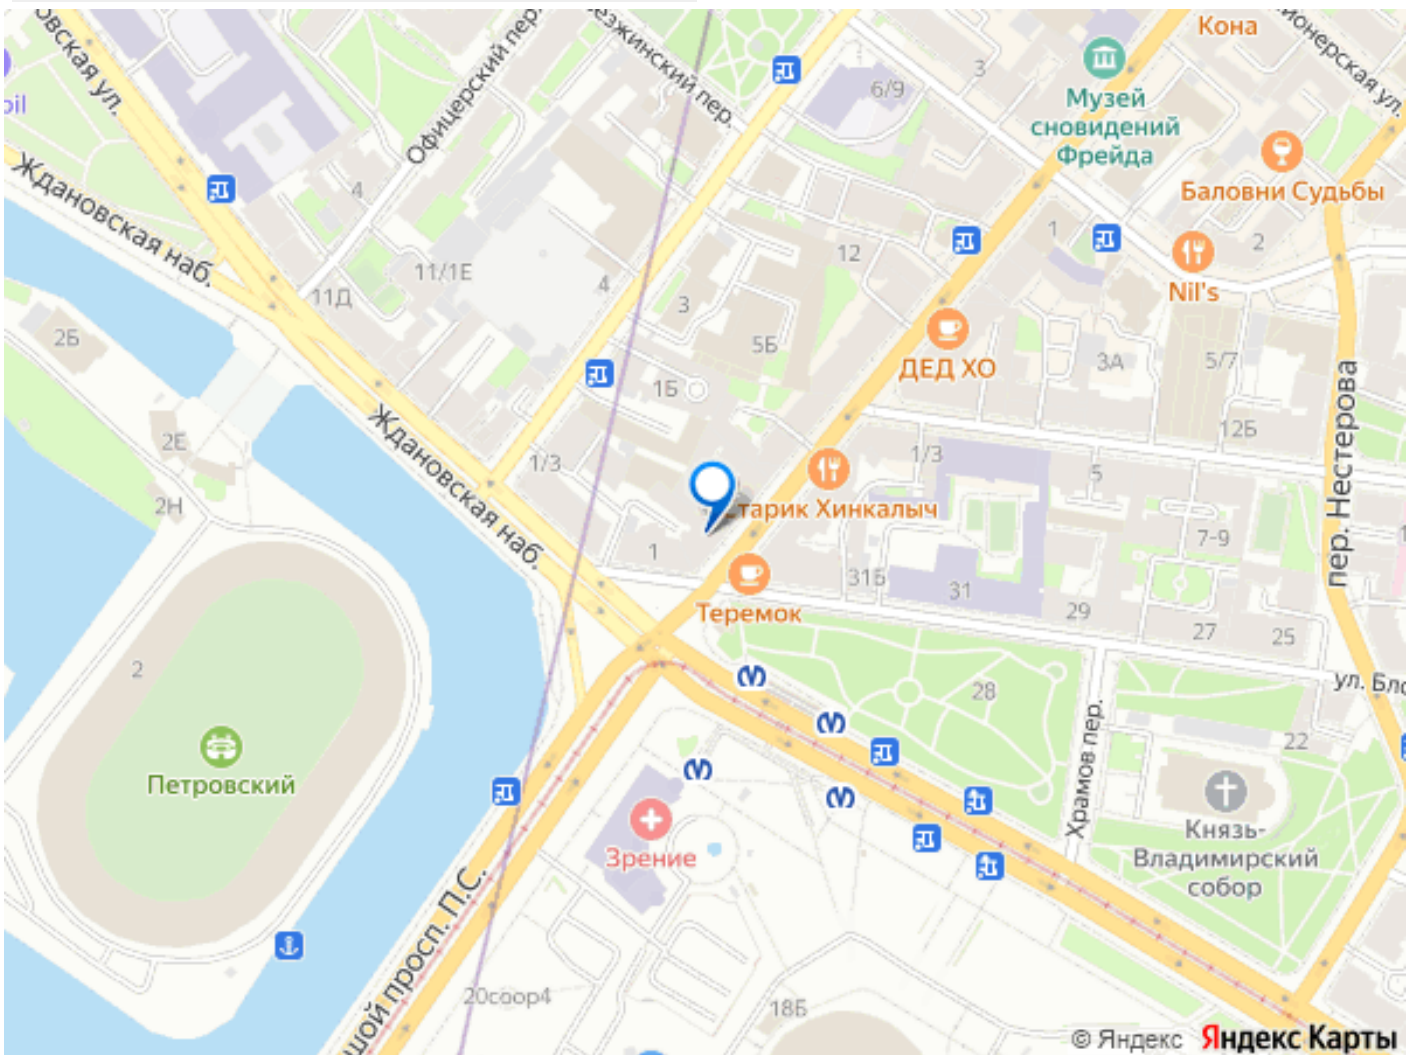 Кона
3
6/9
Музей
сновидений
Фрейда
Баловни Судьбы
Офицерский пер.
4
Ждановская наб.
12
1
2
Nil's
11/1Е
11Д
4
3
2Б
5Б
ДЕД ХО
3А
5/7
1Б
Ждановская наб.
12Б
пер. Нестерова
2Е
1/3
1/3
5
2Н
тарик Хинкалыч
7-9
1
31Б
31
Теремок
29
27
25
2
28
ул. Бло
22
Петровский
Храмов пер.
Зрение
Князь-
Владимирский
собор
шой просп. П.С.
20соор4
18Б
© Яндекс Яндекс Карты